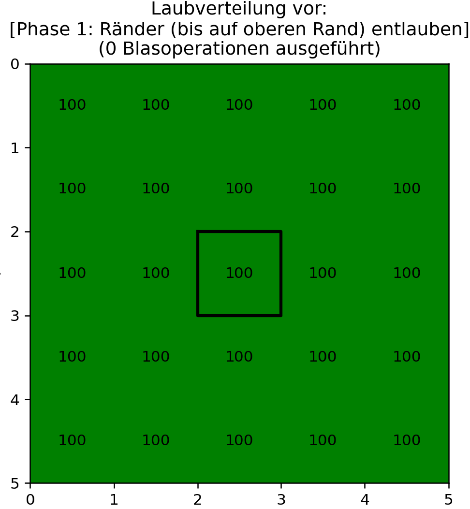 Laubverteilung vor:
[Phase 1: Ränder (bis auf oberen Rand) entlauben]
(0 Blasoperationen ausgeführt)
0
100 100 100 100 100
1
100 100 100 100 100
2
100 100 100 100 100
3
100 100 100 100 100
4
100 100 100 100 100
5
0 1 2 3 4 5